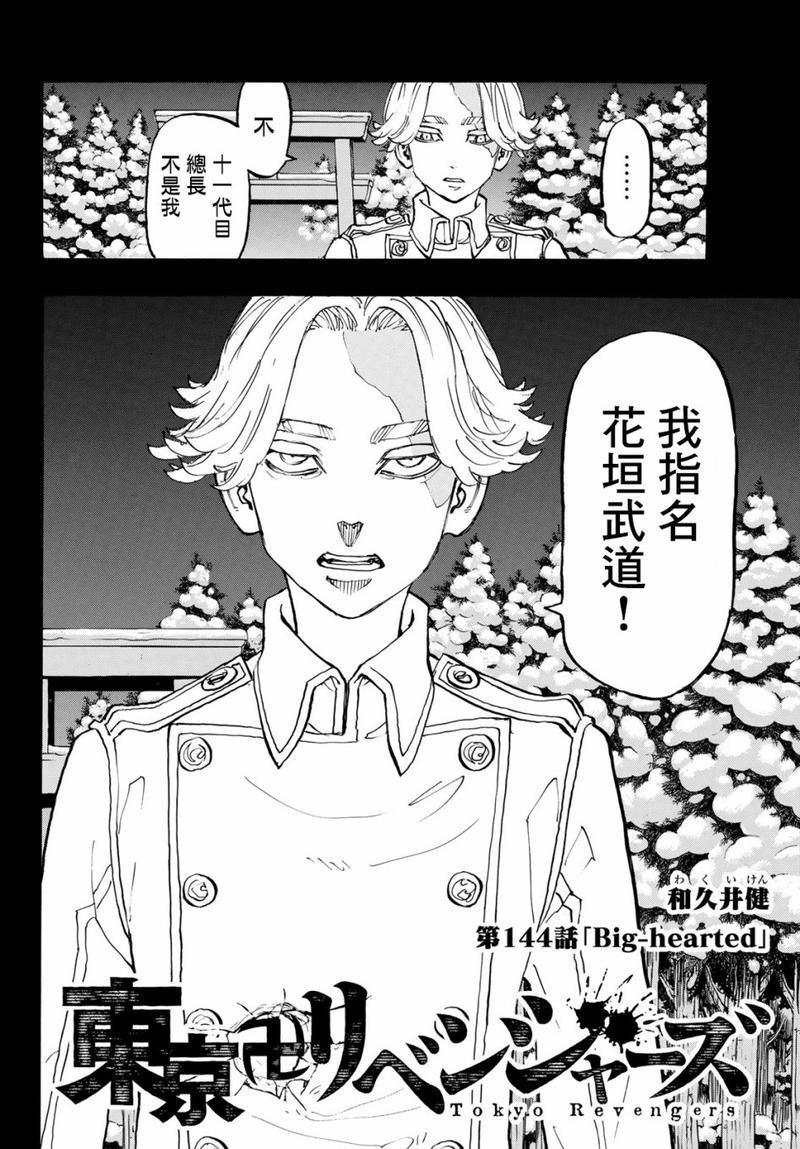 ……
不
十一代目
總長
不是我
我指名
花垣武道！
わくいけん
和久井健
第144話「Big-hearted」
東京卍リベンジャーズ
Tokyo Revengers